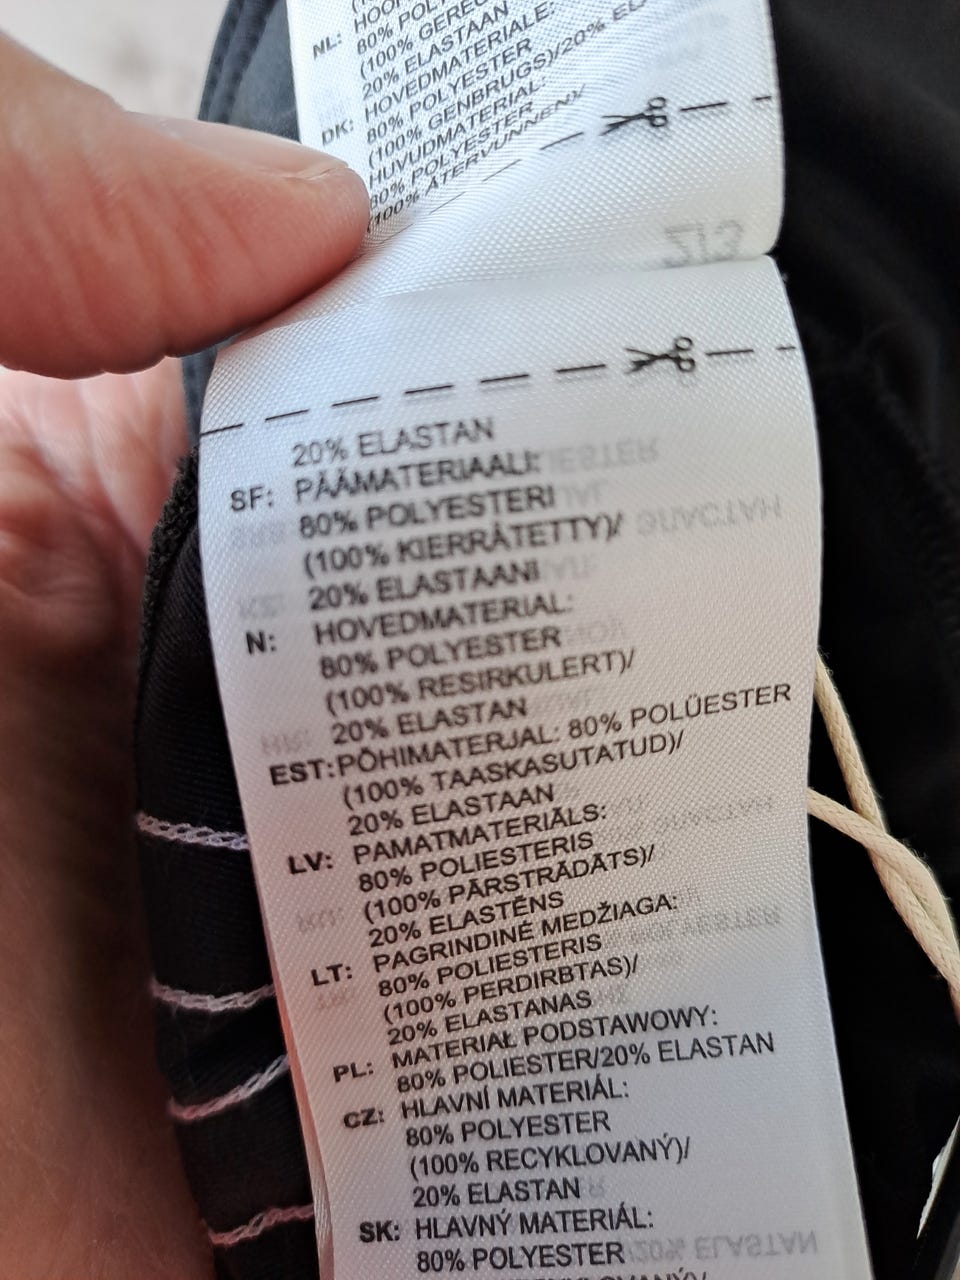 NL:
80%
(100%
20% ELASTAAN
DK: HOVEDMATERIALE:
80% POLYESTER
(100% GENBRUGS)/20%
HUVUDMATERIAL:
80% POLYESTER
(100% ÅTERVUNNEN)/
2/3
20% ELASTAN
SF: PÄÄMATERIAALI:
80% POLYESTERI
(100% KIERRÄTETTY)/
20% ELASTAANI
N: HOVEDMATERIAL:
80% POLYESTER
(100% RESIRKULERT)/
20% ELASTAN
EST:PÕHIMATERJAL: 80% POLÜESTER
(100% TAASKASUTATUD)/
20% ELASTAAN
LV: PAMATMATERIĀLS:
80% POLIESTERIS
(100% PĀRSTRĀDĀTS)/
20% ELASTĒNS
LT: PAGRINDINĖ MEDŽIAGA:
80% POLIESTERIS
(100% PERDIRBTAS)/
20% ELASTANAS
PL: MATERIAŁ PODSTAWOWY:
80% POLIESTER/20% ELASTAN
CZ: HLAVNÍ MATERIÁL:
80% POLYESTER
(100% RECYKLOVANÝ)/
20% ELASTAN
SK: HLAVNÝ MATERIÁL:
80% POLYESTER